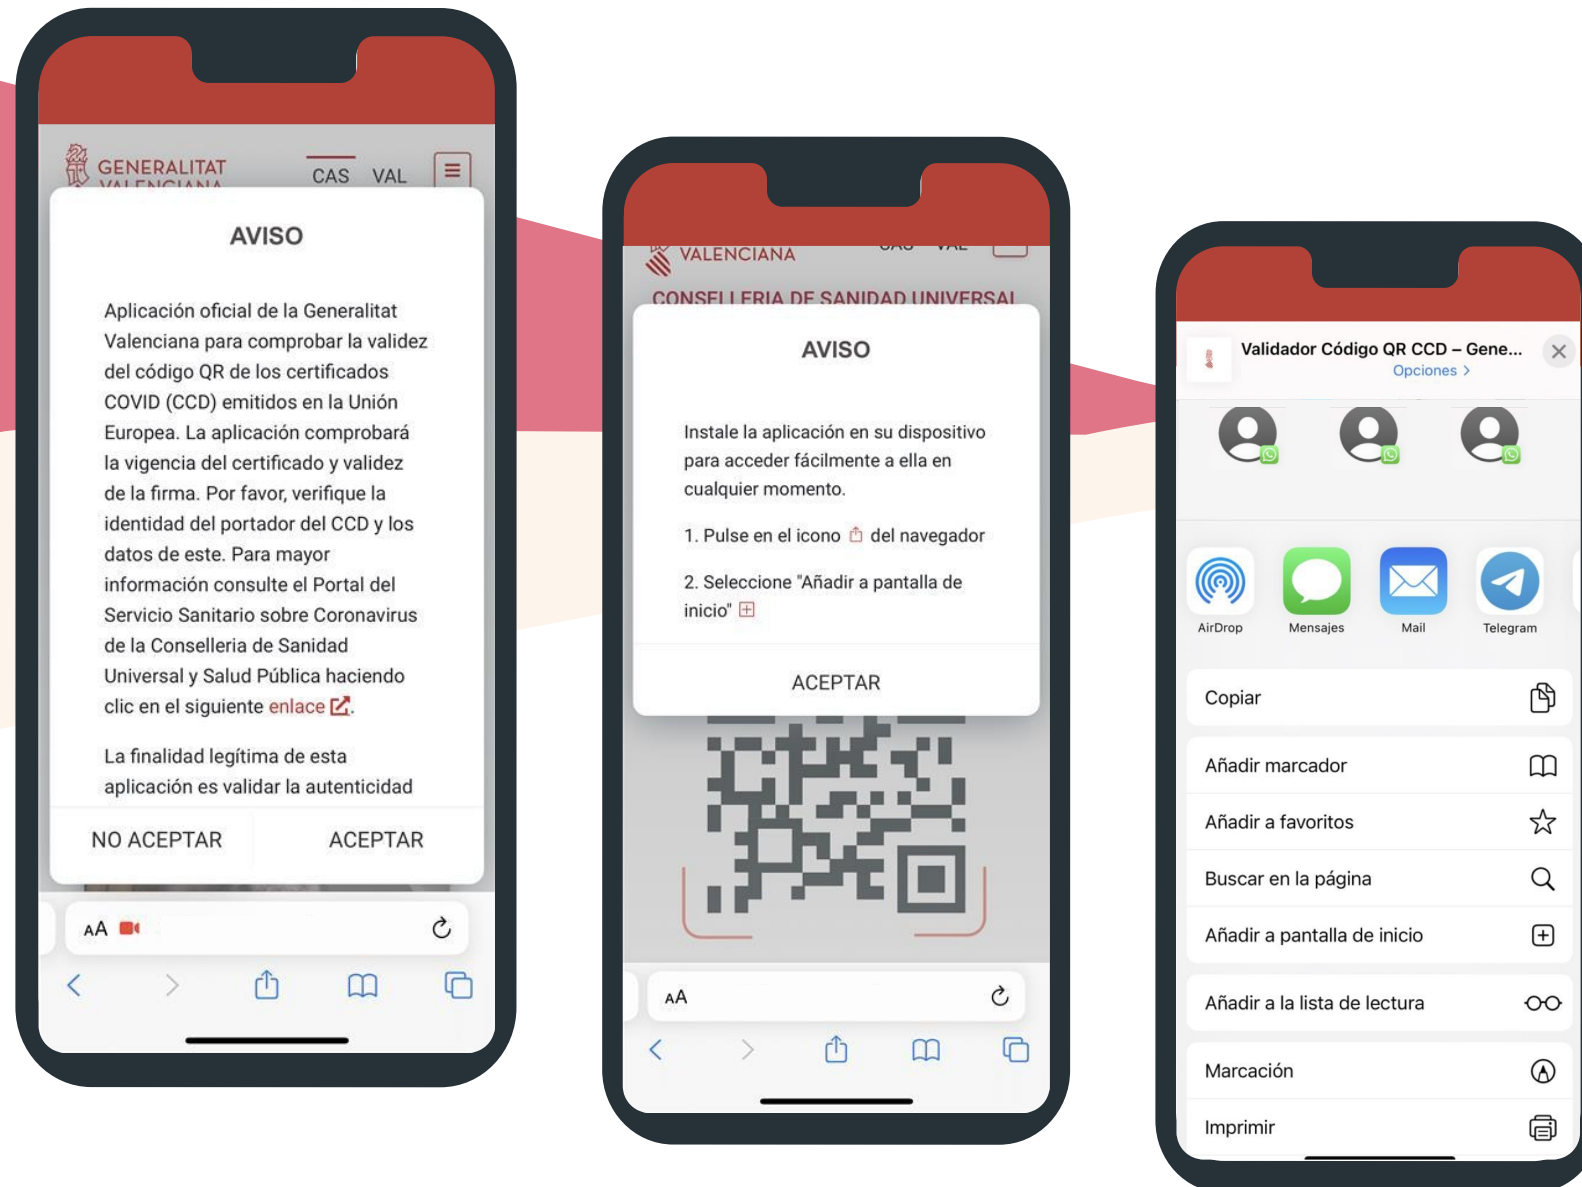 GENERALITAT
VALENCIANA
CAS VAL
AVISO
Aplicación oficial de la Generalitat
Valenciana para comprobar la validez
del código QR de los certificados
COVID (CCD) emitidos en la Unión
Europea. La aplicación comprobará
la vigencia del certificado y validez
de la firma. Por favor, verifique la
identidad del portador del CCD y los
datos de este. Para mayor
información consulte el Portal del
Servicio Sanitario sobre Coronavirus
de la Conselleria de Sanidad
Universal y Salud Pública haciendo
clic en el siguiente enlace.
La finalidad legítima de esta
aplicación es validar la autenticidad
NO ACEPTAR ACEPTAR
AA
VALENCIANA
CAS VAL
CONSELLERIA DE SANIDAD UNIVERSAL
AVISO
Instale la aplicación en su dispositivo
para acceder fácilmente a ella en
cualquier momento.
1. Pulse en el icono del navegador
2. Seleccione "Añadir a pantalla de
inicio"
ACEPTAR
AA
Validador Código QR CCD – Gene...
Opciones >
AirDrop Mensajes Mail Telegram
Copiar
Añadir marcador
Añadir a favoritos
Buscar en la página
Añadir a pantalla de inicio
Añadir a la lista de lectura
Marcación
Imprimir